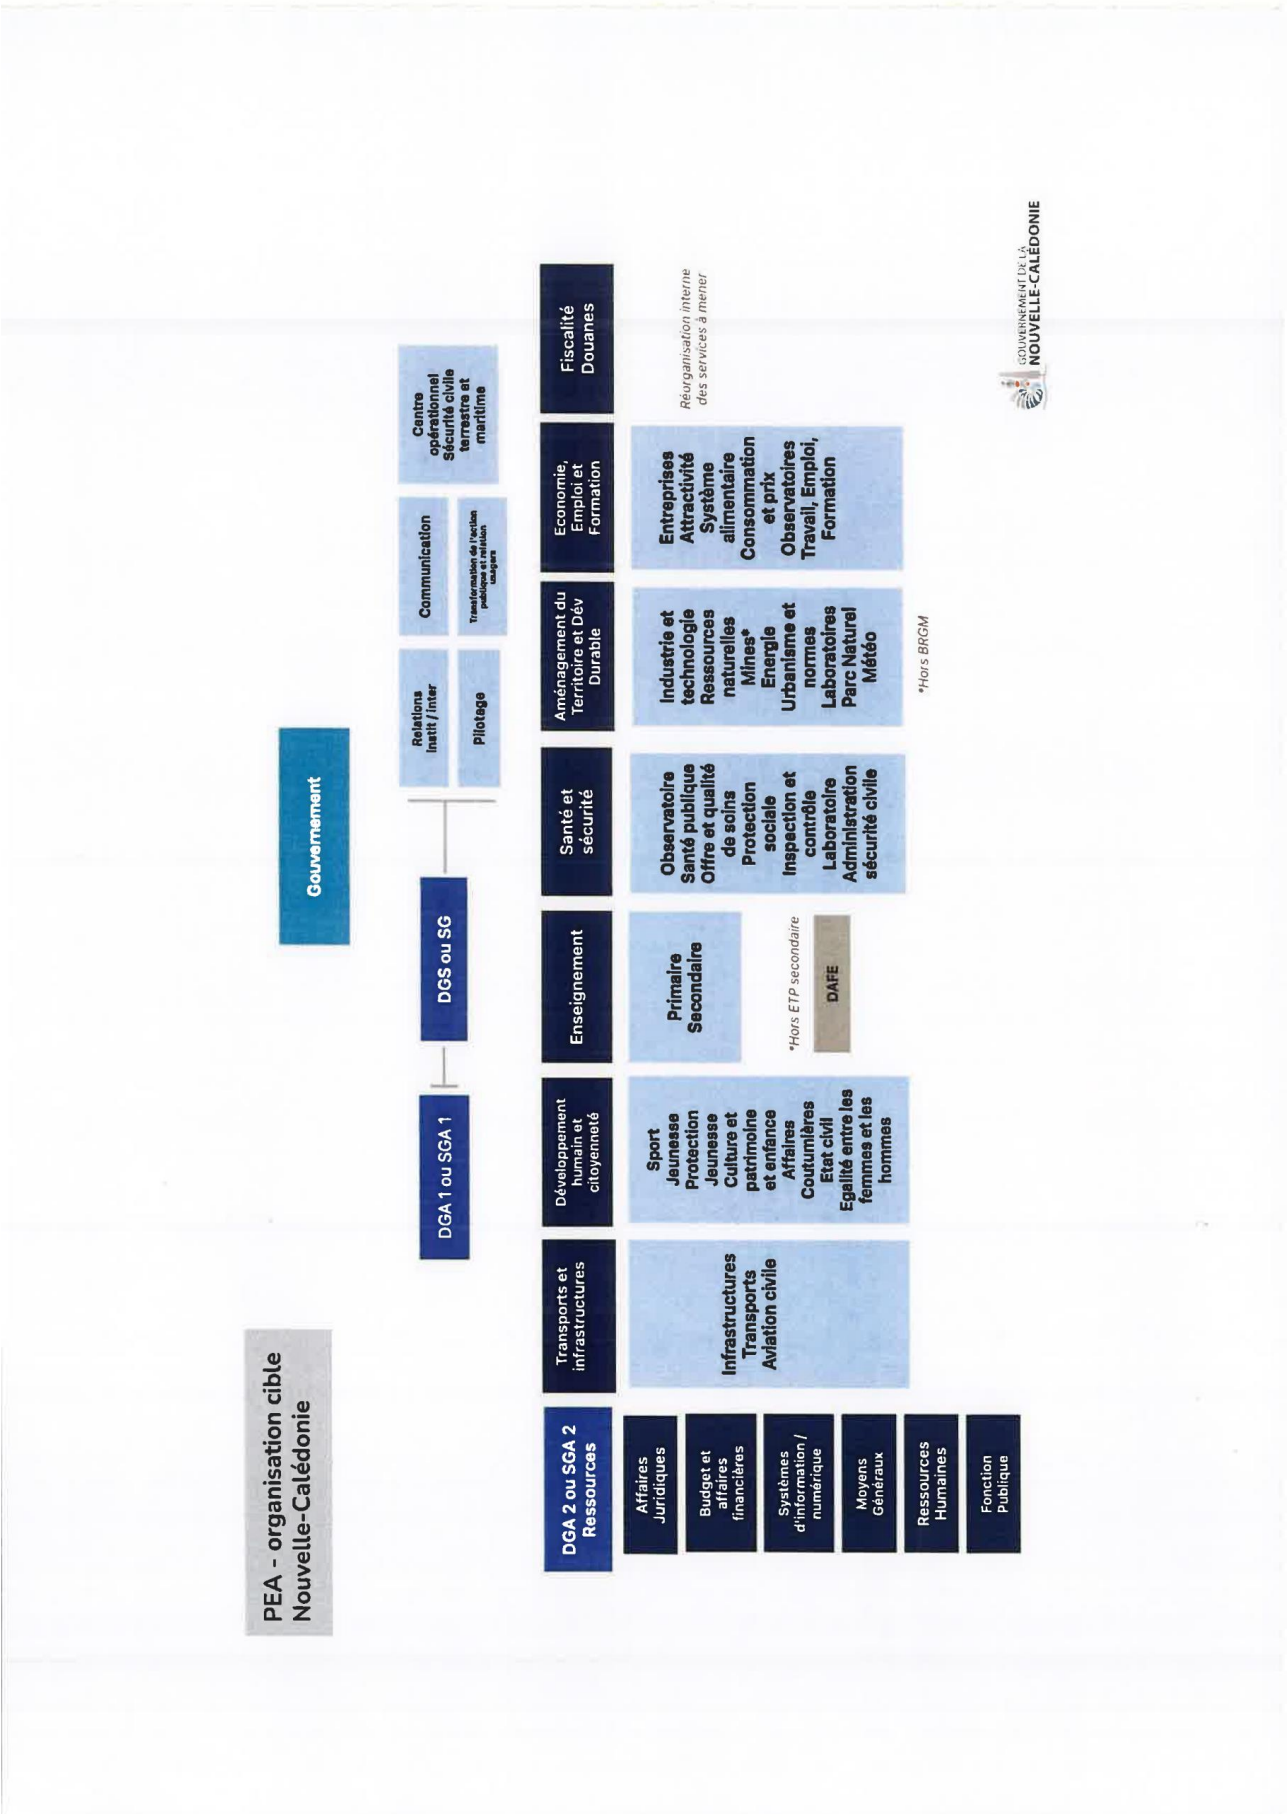 PEA - organisation cible
Nouvelle-Calédonie
Gouvernement
DGA 1 ou SGA 1
DGS ou SG
Relations
Instit / inter
Pilotage
Communication
Transformation de l'action
publique et relation
usagers
Centre
opérationnel
Sécurité civile
terrestre et
maritime
DGA 2 ou SGA 2
Ressources
Affaires
Juridiques
Budget et
affaires
financières
Systèmes
d'information /
numérique
Moyens
Généraux
Ressources
Humaines
Fonction
Publique
Transports et
infrastructures
Infrastructures
Transports
Aviation civile
Développement
humain et
citoyenneté
Sport
Jeunesse
Protection
Jeunesse
Culture et
patrimoine
et enfance
Affaires
Coutumières
Etat civil
Egalité entre les
femmes et les
hommes
Enseignement
Primaire
Secondaire
*Hors ETP secondaire
DAFE
Santé et
sécurité
Observatoire
Santé publique
Offre et qualité
de soins
Protection
sociale
Inspection et
contrôle
Laboratoire
Administration
sécurité civile
Aménagement du
Territoire et Dév
Durable
Industrie et
technologie
Ressources
naturelles
Mines*
Energie
Urbanisme et
normes
Laboratoires
Parc Naturel
Météo
*Hors BRGM
Economie,
Emploi et
Formation
Entreprises
Attractivité
Système
alimentaire
Consommation
et prix
Observatoires
Travail, Emploi,
Formation
Fiscalité
Douanes
Réorganisation interne
des services à mener
GOUVERNEMENT DE LA
NOUVELLE-CALÉDONIE